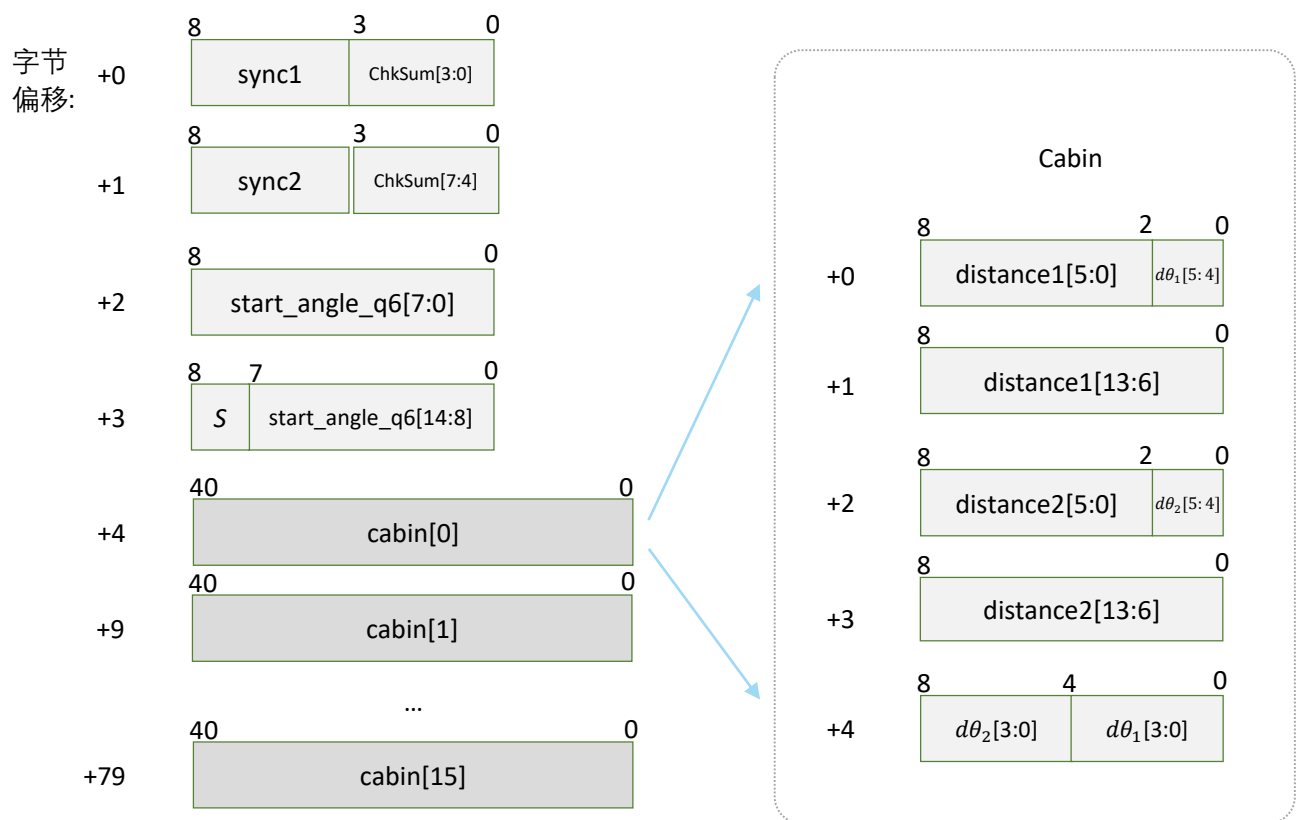 8 3 0
字节
偏移:
+0 sync1 ChkSum[3:0]
8 3 0
+1 sync2 ChkSum[7:4]
8 0
+2 start_angle_q6[7:0]
8 7 0
+3 S start_angle_q6[14:8]
40 0
+4 cabin[0]
40 0
+9 cabin[1]
...
40 0
+79 cabin[15]
Cabin
8 2 0
+0 distance1[5:0] dθ₁[5:4]
8 0
+1 distance1[13:6]
8 2 0
+2 distance2[5:0] dθ₂[5:4]
8 0
+3 distance2[13:6]
8 4 0
+4 dθ₂[3:0] dθ₁[3:0]